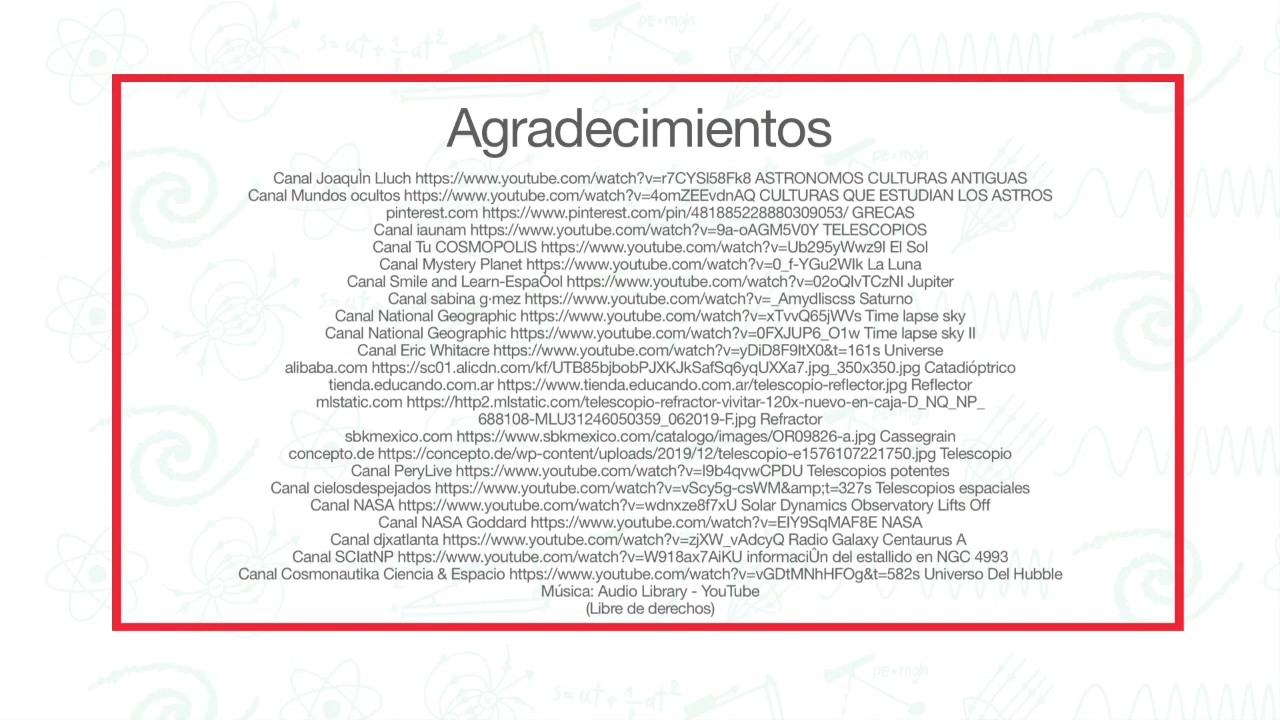 Agradecimientos
Canal JoaquÌn Lluch https://www.youtube.com/watch?v=r7CYSl58Fk8 ASTRONOMOS CULTURAS ANTIGUAS
Canal Mundos ocultos https://www.youtube.com/watch?v=4omZEEvdnAQ CULTURAS QUE ESTUDIAN LOS ASTROS
pinterest.com https://www.pinterest.com/pin/481885228880309053/ GRECAS
Canal iaunam https://www.youtube.com/watch?v=9a-oAGM5V0Y TELESCOPIOS
Canal Tu COSMOPOLIS https://www.youtube.com/watch?v=Ub295yWwz9I El Sol
Canal Mystery Planet https://www.youtube.com/watch?v=0_f-YGu2WIk La Luna
Canal Smile and Learn-EspaÒol https://www.youtube.com/watch?v=02oQlvTCzNI Jupiter
Canal sabina g·mez https://www.youtube.com/watch?v=_Amydliscss Saturno
Canal National Geographic https://www.youtube.com/watch?v=xTvvQ65jWVs Time lapse sky
Canal National Geographic https://www.youtube.com/watch?v=0FXJUP6_O1w Time lapse sky II
Canal Eric Whitacre https://www.youtube.com/watch?v=yDiD8F9ItX0&t=161s Universe
alibaba.com https://sc01.alicdn.com/kf/UTB85bjbobPJXKJkSafSq6yqUXXa7.jpg_350x350.jpg Catadióptrico
tienda.educando.com.ar https://www.tienda.educando.com.ar/telescopio-reflector.jpg Reflector
mlstatic.com https://http2.mlstatic.com/telescopio-refractor-vivitar-120x-nuevo-en-caja-D_NQ_NP_
688108-MLU31246050359_062019-F.jpg Refractor
sbkmexico.com https://www.sbkmexico.com/catalogo/images/OR09826-a.jpg Cassegrain
concepto.de https://concepto.de/wp-content/uploads/2019/12/telescopio-e1576107221750.jpg Telescopio
Canal PeryLive https://www.youtube.com/watch?v=I9b4qvwCPDU Telescopios potentes
Canal cielosdespejados https://www.youtube.com/watch?v=vScy5g-csWM&amp;t=327s Telescopios espaciales
Canal NASA https://www.youtube.com/watch?v=wdnxze8f7xU Solar Dynamics Observatory Lifts Off
Canal NASA Goddard https://www.youtube.com/watch?v=EIY9SqMAF8E NASA
Canal djxatlanta https://www.youtube.com/watch?v=zjXW_vAdcyQ Radio Galaxy Centaurus A
Canal SCIatNP https://www.youtube.com/watch?v=W918ax7AiKU informaciÛn del estallido en NGC 4993
Canal Cosmonautika Ciencia & Espacio https://www.youtube.com/watch?v=vGDtMNhHFOg&t=582s Universo Del Hubble
Música: Audio Library - YouTube
(Libre de derechos)